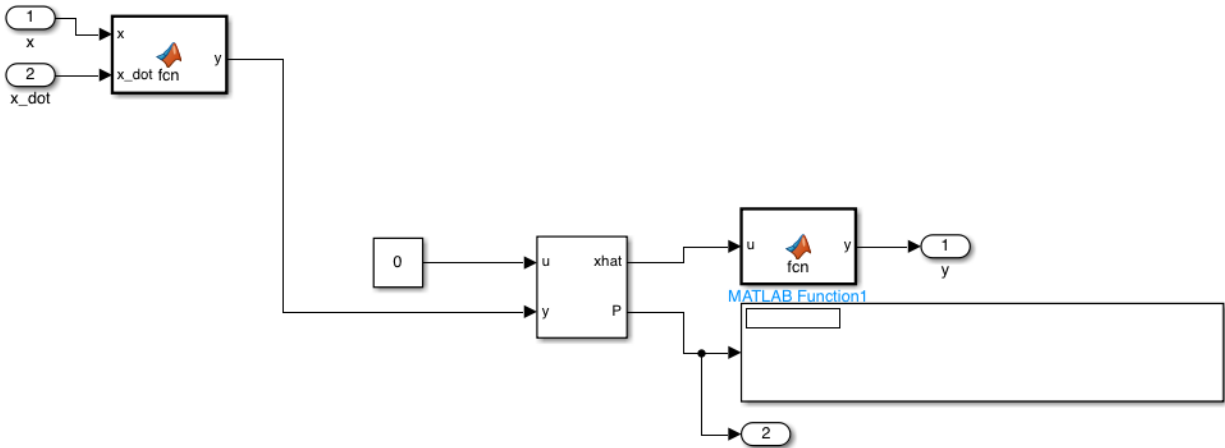 1
x
2
x_dot
x
x_dot
y
fcn
0
u
y
xhat
P
u
y
fcn
MATLAB Function1
1
y
2